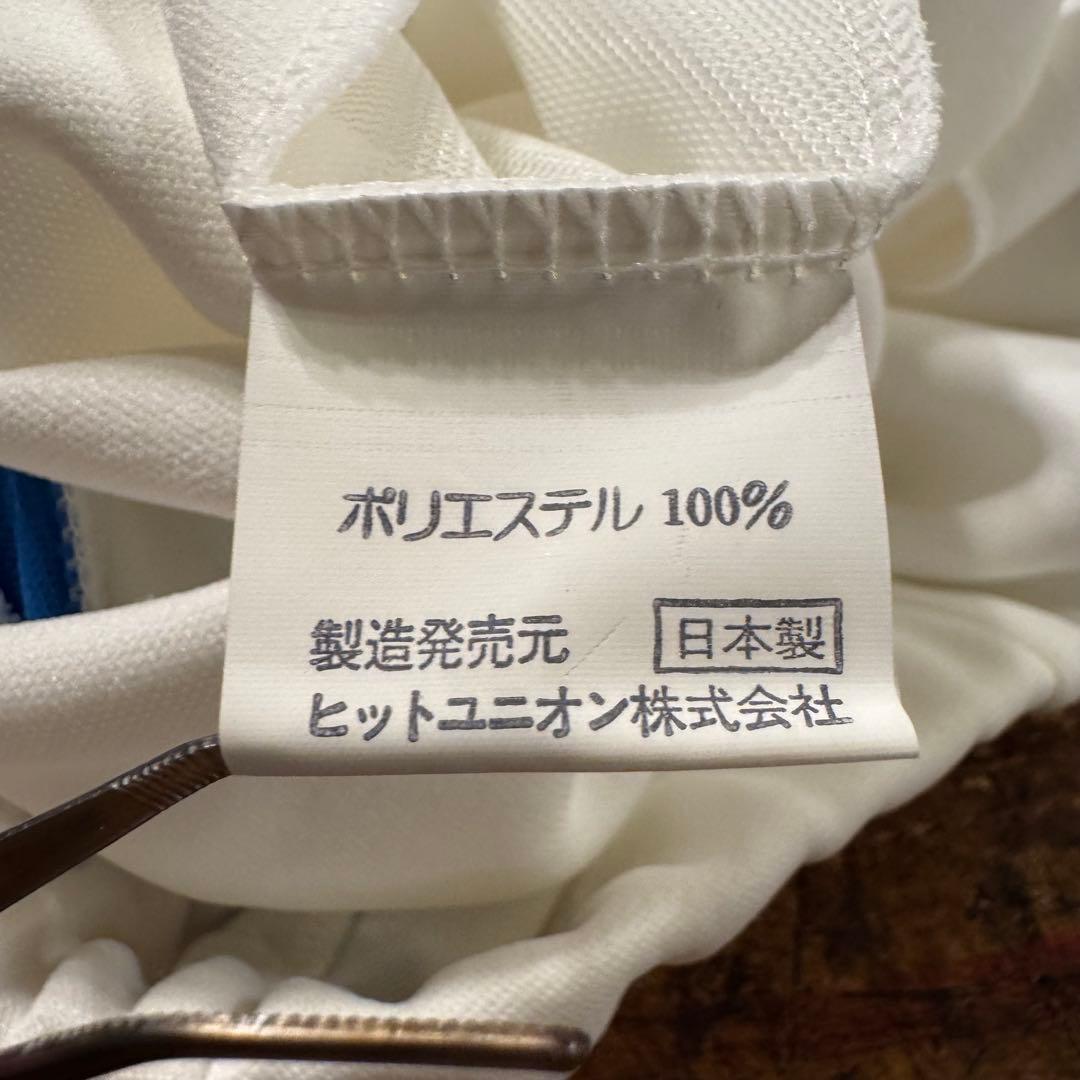 ポリエステル 100%
製造発売元 日本製
ヒットユニオン株式会社